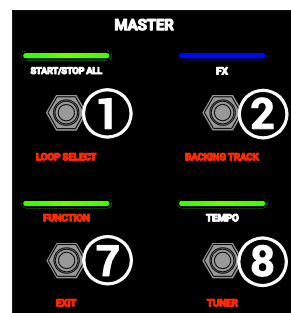 MASTER
START/STOP ALL
FX
1
2
LOOP SELECT
BACKING TRACK
FUNCTION
TEMPO
7
8
EXIT
TUNER